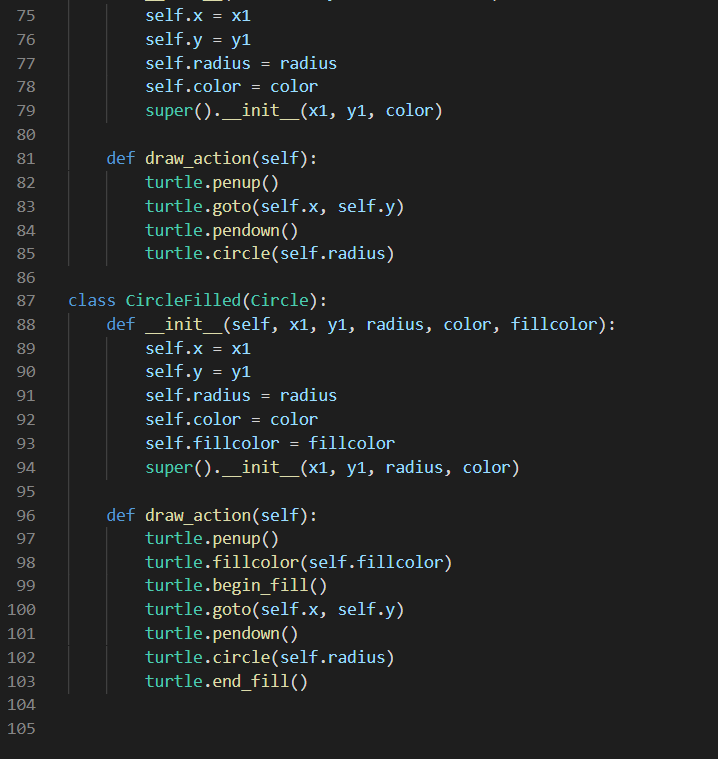 75 self.x = x1
76 self.y = y1
77 self.radius = radius
78 self.color = color
79 super().__init__(x1, y1, color)
80
81 def draw_action(self):
82 turtle.penup()
83 turtle.goto(self.x, self.y)
84 turtle.pendown()
85 turtle.circle(self.radius)
86
87 class CircleFilled(Circle):
88 def __init__(self, x1, y1, radius, color, fillcolor):
89 self.x = x1
90 self.y = y1
91 self.radius = radius
92 self.color = color
93 self.fillcolor = fillcolor
94 super().__init__(x1, y1, radius, color)
95
96 def draw_action(self):
97 turtle.penup()
98 turtle.fillcolor(self.fillcolor)
99 turtle.begin_fill()
100 turtle.goto(self.x, self.y)
101 turtle.pendown()
102 turtle.circle(self.radius)
103 turtle.end_fill()
104
105